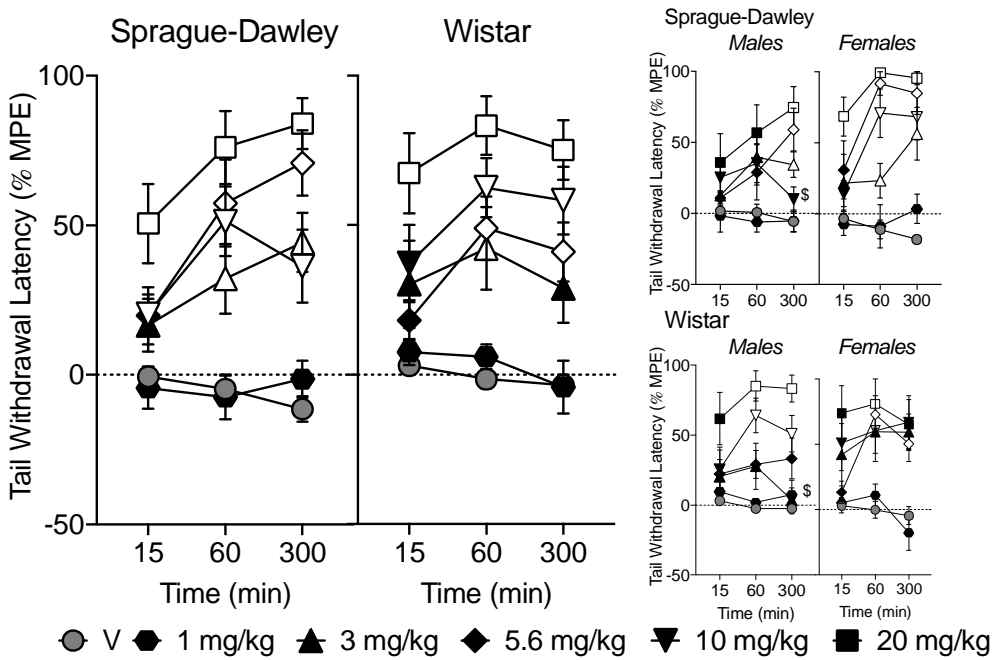 Sprague-Dawley Wistar
Tail Withdrawal Latency (% MPE)
100
50
0
-50
15 60 300 15 60 300
Time (min) Time (min)
Sprague-Dawley
Males Females
Tail Withdrawal Latency (% MPE)
100
50
0
-50
$
15 60 300 15 60 300
Wistar
Males Females
Tail Withdrawal Latency (% MPE)
100
50
0
-50
$
15 60 300 15 60 300
Time (min) Time (min)
V 1 mg/kg 3 mg/kg 5.6 mg/kg 10 mg/kg 20 mg/kg